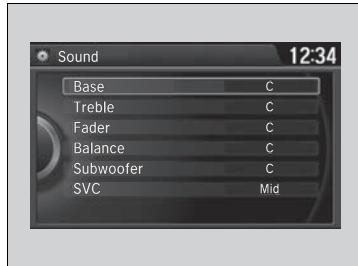 Sound 12:34
Base C
Treble C
Fader C
Balance C
Subwoofer C
SVC Mid